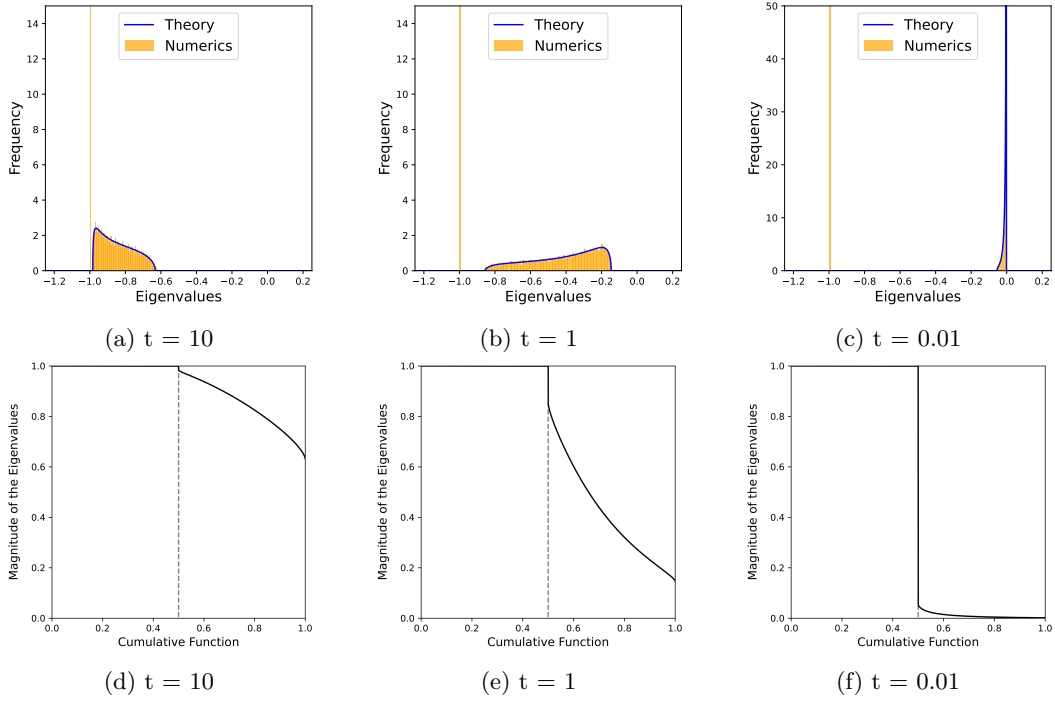 Theory
Numerics
Frequency
14
12
10
8
6
4
2
0
−1.2 −1.0 −0.8 −0.6 −0.4 −0.2 0.0 0.2
Eigenvalues
(a) t = 10
Theory
Numerics
Frequency
14
12
10
8
6
4
2
0
−1.2 −1.0 −0.8 −0.6 −0.4 −0.2 0.0 0.2
Eigenvalues
(b) t = 1
Theory
Numerics
Frequency
50
40
30
20
10
0
−1.2 −1.0 −0.8 −0.6 −0.4 −0.2 0.0 0.2
Eigenvalues
(c) t = 0.01
Magnitude of the Eigenvalues
1.0
0.8
0.6
0.4
0.2
0.0
0.0 0.2 0.4 0.6 0.8 1.0
Cumulative Function
(d) t = 10
Magnitude of the Eigenvalues
1.0
0.8
0.6
0.4
0.2
0.0
0.0 0.2 0.4 0.6 0.8 1.0
Cumulative Function
(e) t = 1
Magnitude of the Eigenvalues
1.0
0.8
0.6
0.4
0.2
0.0
0.0 0.2 0.4 0.6 0.8 1.0
Cumulative Function
(f) t = 0.01